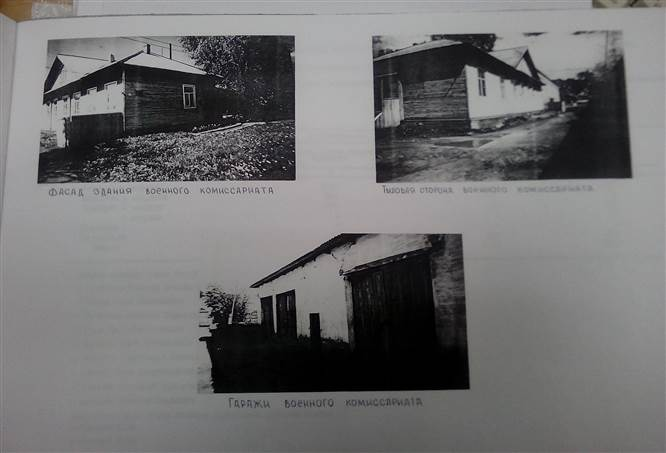 Фасад здания военного комиссариата
Тыловая сторона военного комиссариата
Гаражи военного комиссариата